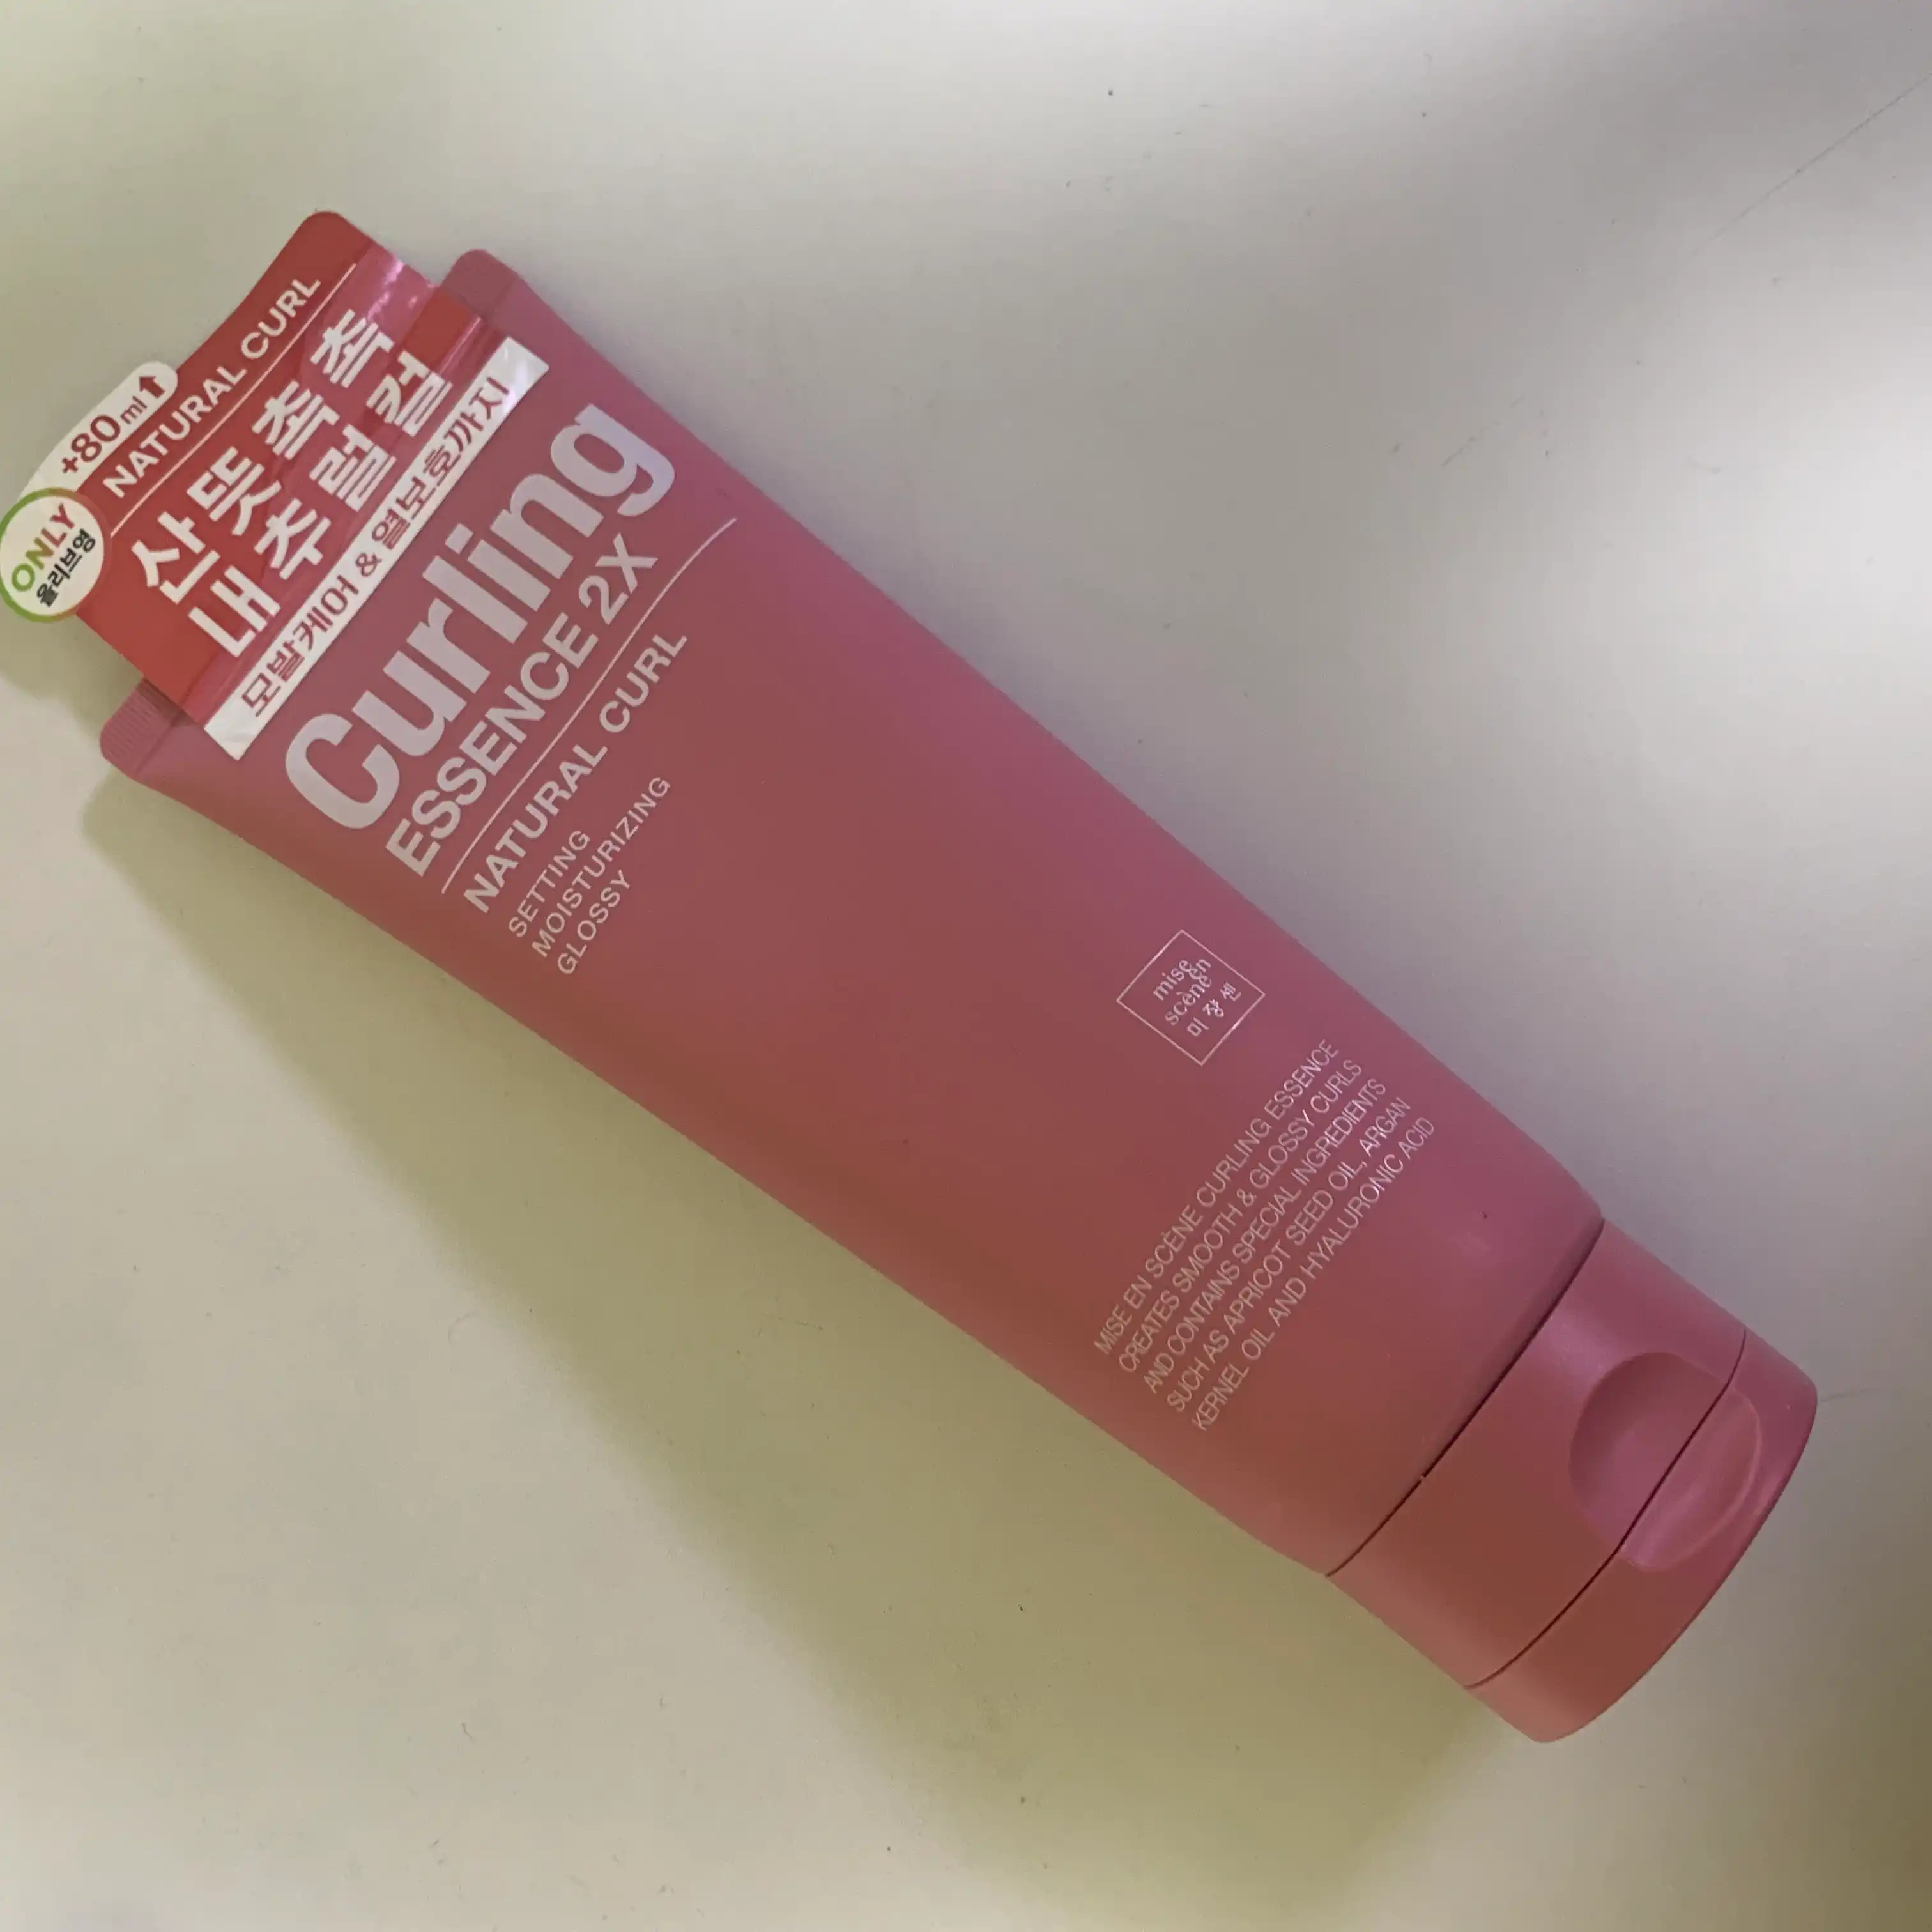 +80ml↑
NATURAL CURL
ONLY
올리브영
산뜻촉촉
내추럴컬
모발케어 & 열보호까지
Curling
ESSENCE 2X
NATURAL CURL
SETTING
MOISTURIZING
GLOSSY
mise
en
scène
미쟝센
MISE EN SCÈNE CURLING ESSENCE
CREATES SMOOTH & GLOSSY CURLS
AND CONTAINS SPECIAL INGREDIENTS
SUCH AS APRICOT SEED OIL, ARGAN
KERNEL OIL AND HYALURONIC ACID